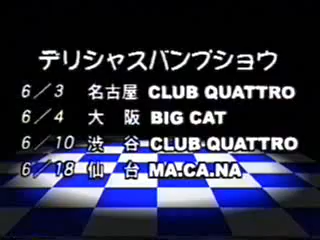 デリシャスバンプショウ
6／3 名古屋 CLUB QUATTRO
6／4 大阪 BIG CAT
6／10 渋谷 CLUB QUATTRO
6／18 仙台 MA.CA.NA